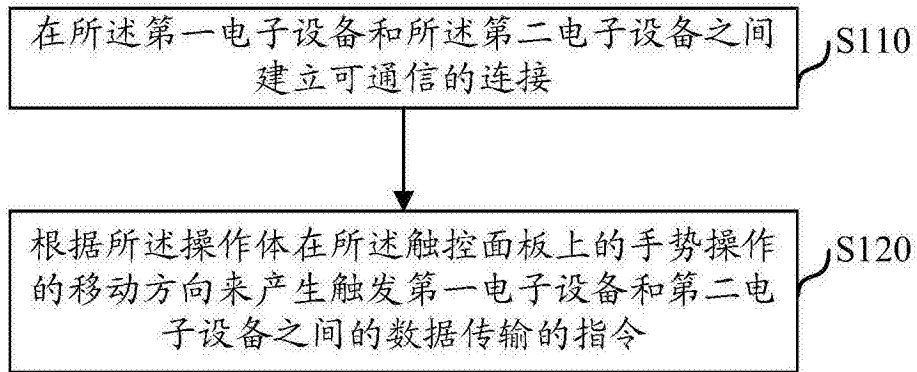 在所述第一电子设备和所述第二电子设备之间
建立可通信的连接
S110
根据所述操作体在所述触控面板上的手势操作
的移动方向来产生触发第一电子设备和第二电
子设备之间的数据传输的指令
S120